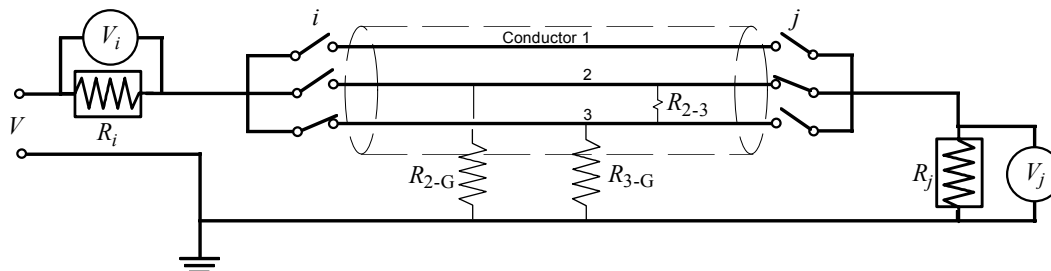 i
j
V_i
Conductor 1
2
R_2-3
V
R_i
3
R_2-G
R_3-G
R_j
V_j